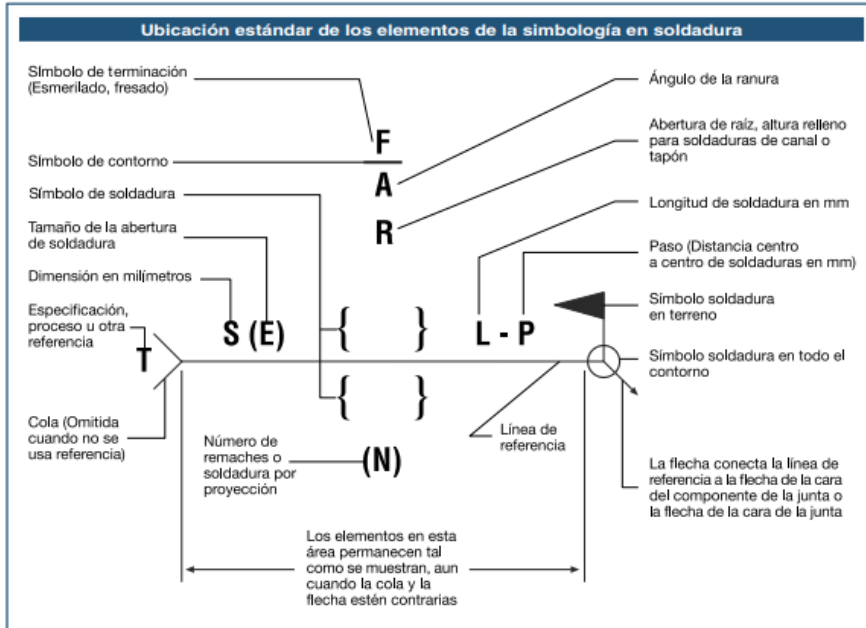 Ubicación estándar de los elementos de la simbología en soldadura
Símbolo de terminación
(Esmerilado, fresado)
Símbolo de contorno
Símbolo de soldadura
Tamaño de la abertura
de soldadura
Dimensión en milímetros
Especificación,
proceso u otra
referencia
Cola (Omitida
cuando no se
usa referencia)
F
A
R
T
S (E)
{ }
L - P
{ }
Número de
remaches o
soldadura por
proyección
(N)
Línea de
referencia
Ángulo de la ranura
Abertura de raíz, altura relleno
para soldaduras de canal o
tapón
Longitud de soldadura en mm
Paso (Distancia centro
a centro de soldaduras en mm)
Símbolo soldadura
en terreno
Símbolo soldadura en todo el
contorno
La flecha conecta la línea de
referencia a la flecha de la cara
del componente de la junta o
la flecha de la cara de la junta
Los elementos en esta
área permanecen tal
como se muestran, aun
cuando la cola y la
flecha estén contrarias